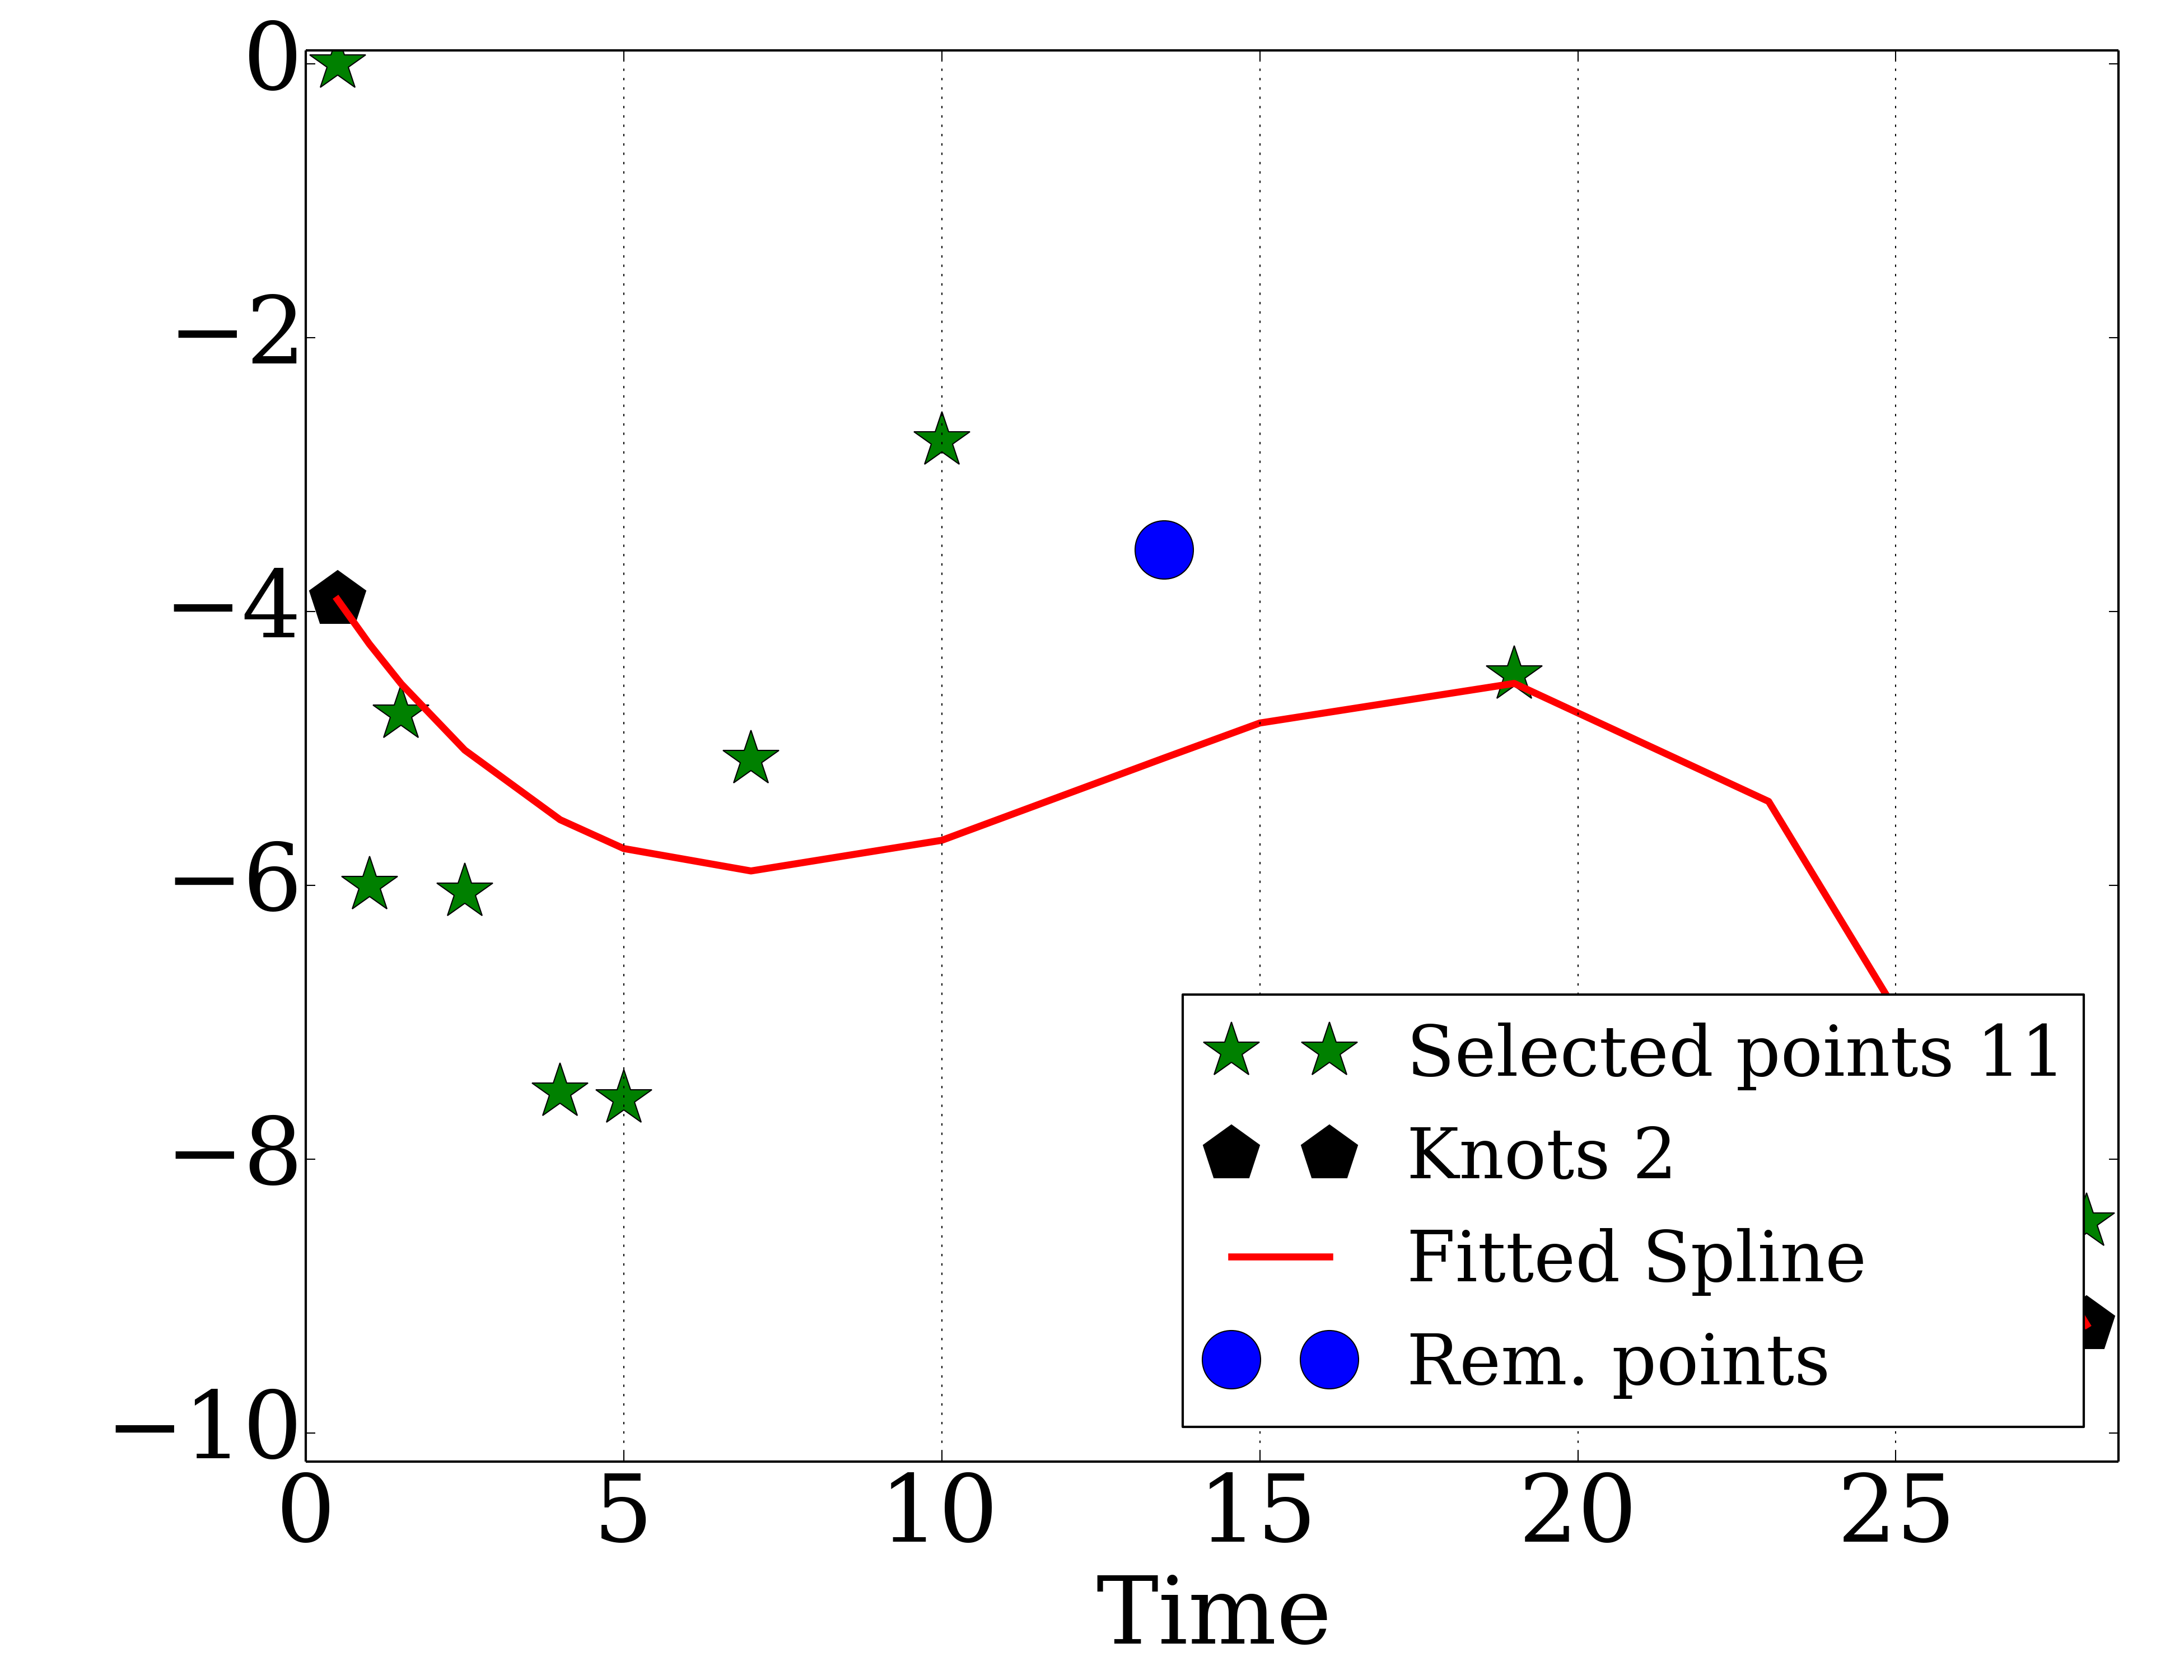 0
−2
−4
−6
−8
−10
Selected points 11
Knots 2
Fitted Spline
Rem. points
0 5 10 15 20 25
Time